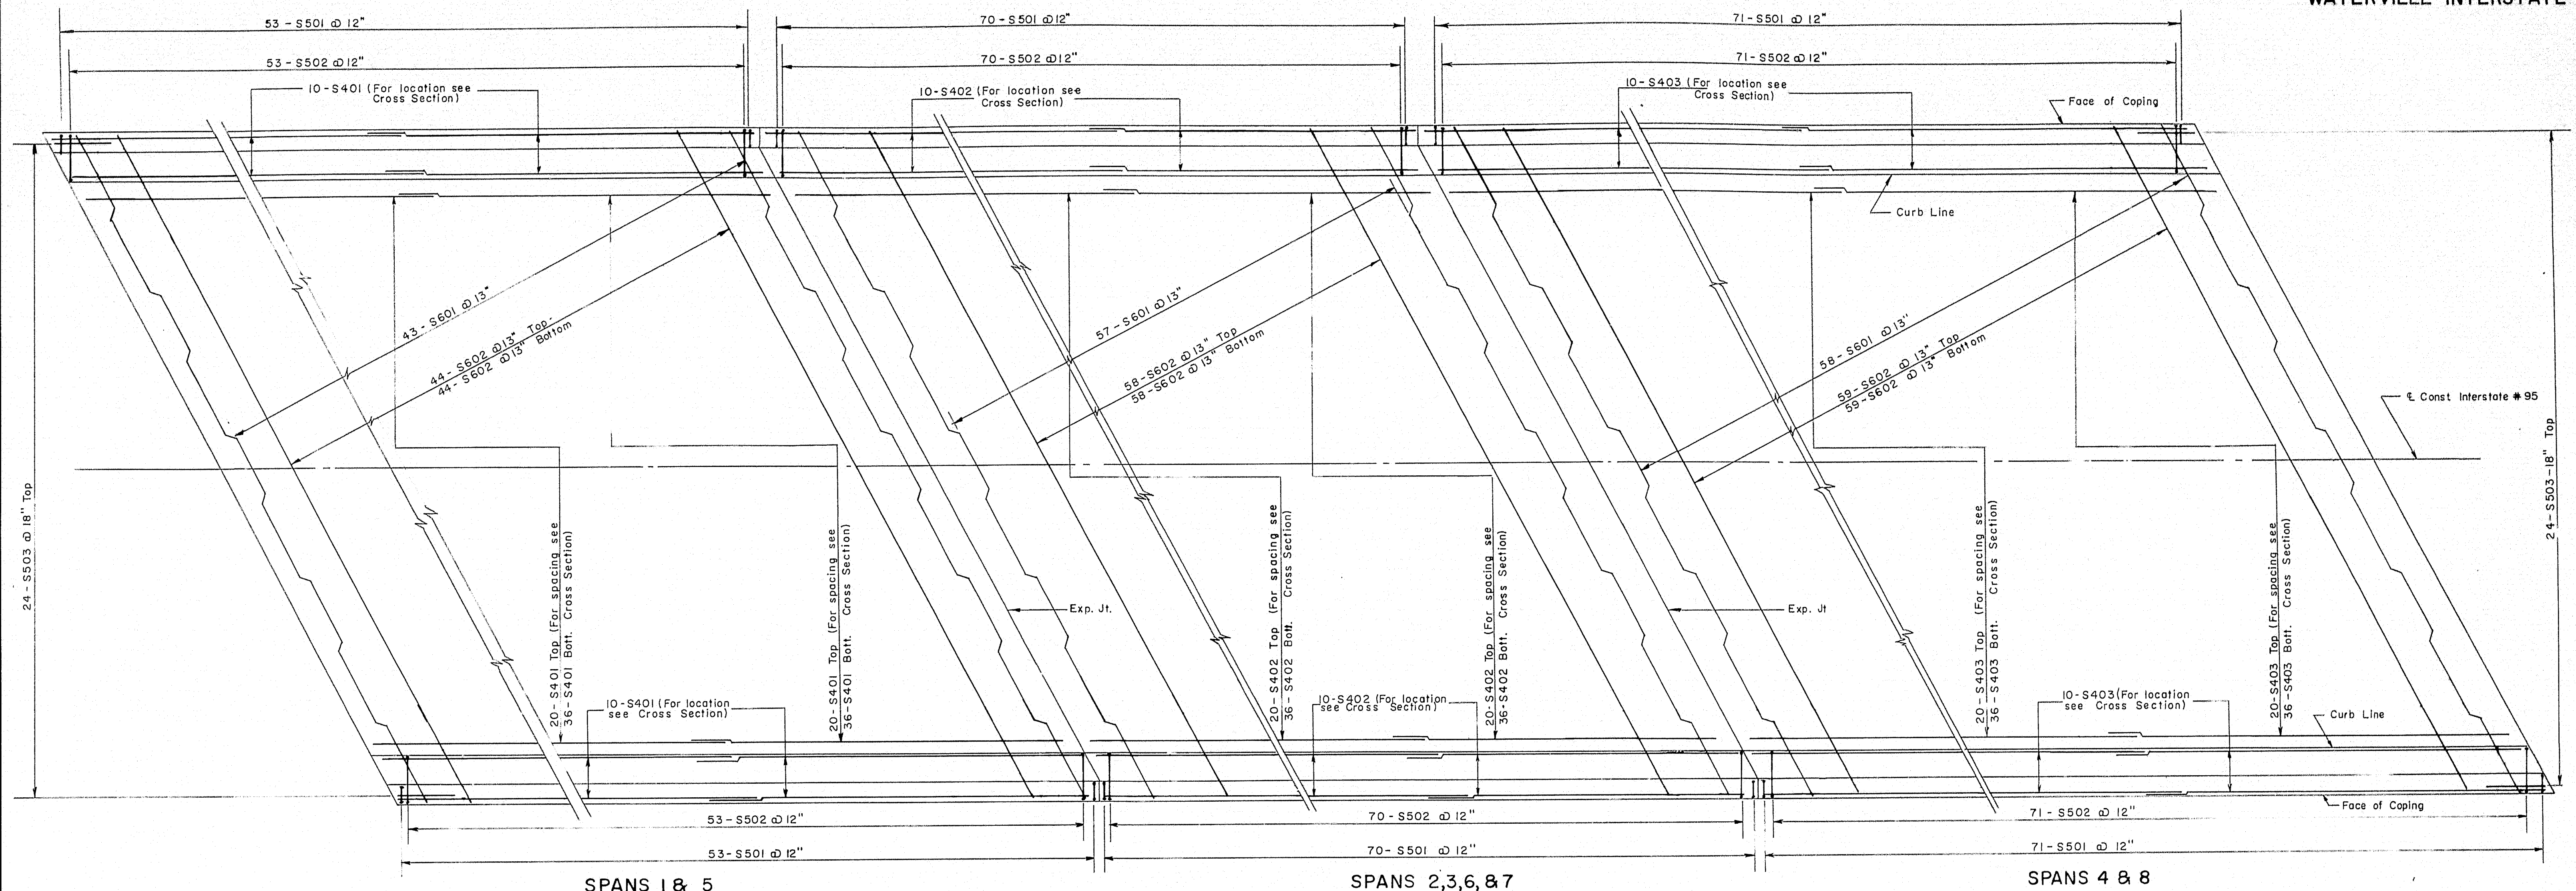 WATERVILLE INTERSTATE
53-S501 @ 12"
70-S501 @ 12"
71-S501 @ 12"
53-S502 @ 12"
70-S502 @ 12"
71-S502 @ 12"
10-S401 (For location see
Cross Section)
10-S402 (For location see
Cross Section)
10-S403 (For location see
Cross Section)
Face of Coping
Curb Line
43-S601 @ 13"
44-S602 @ 13" Top
44-S602 @ 13" Bottom
57-S601 @ 13"
58-S602 @ 13" Top
58-S602 @ 13" Bottom
58-S601 @ 13"
59-S602 @ 13" Top
59-S602 @ 13" Bottom
℄ Const Interstate #95
24-S503 @ 18" Top
24-S503-18" Top
20-S401 Top (For spacing see
36-S401 Bott. Cross Section)
20-S401 Top (For spacing see
36-S401 Bott. Cross Section)
20-S402 Top (For spacing see
36-S402 Bott. Cross Section)
20-S402 Top (For spacing see
36-S402 Bott. Cross Section)
20-S403 Top (For spacing see
36-S403 Bott. Cross Section)
20-S403 Top (For spacing see
36-S403 Bott. Cross Section)
Exp. Jt.
Exp. Jt
10-S401 (For location
see Cross Section)
10-S402 (For location
see Cross Section)
10-S403 (For location
see Cross Section)
Curb Line
Face of Coping
53-S502 @ 12"
70-S502 @ 12"
71-S502 @ 12"
53-S501 @ 12"
70-S501 @ 12"
71-S501 @ 12"
SPANS 1 & 5
SPANS 2,3,6, & 7
SPANS 4 & 8